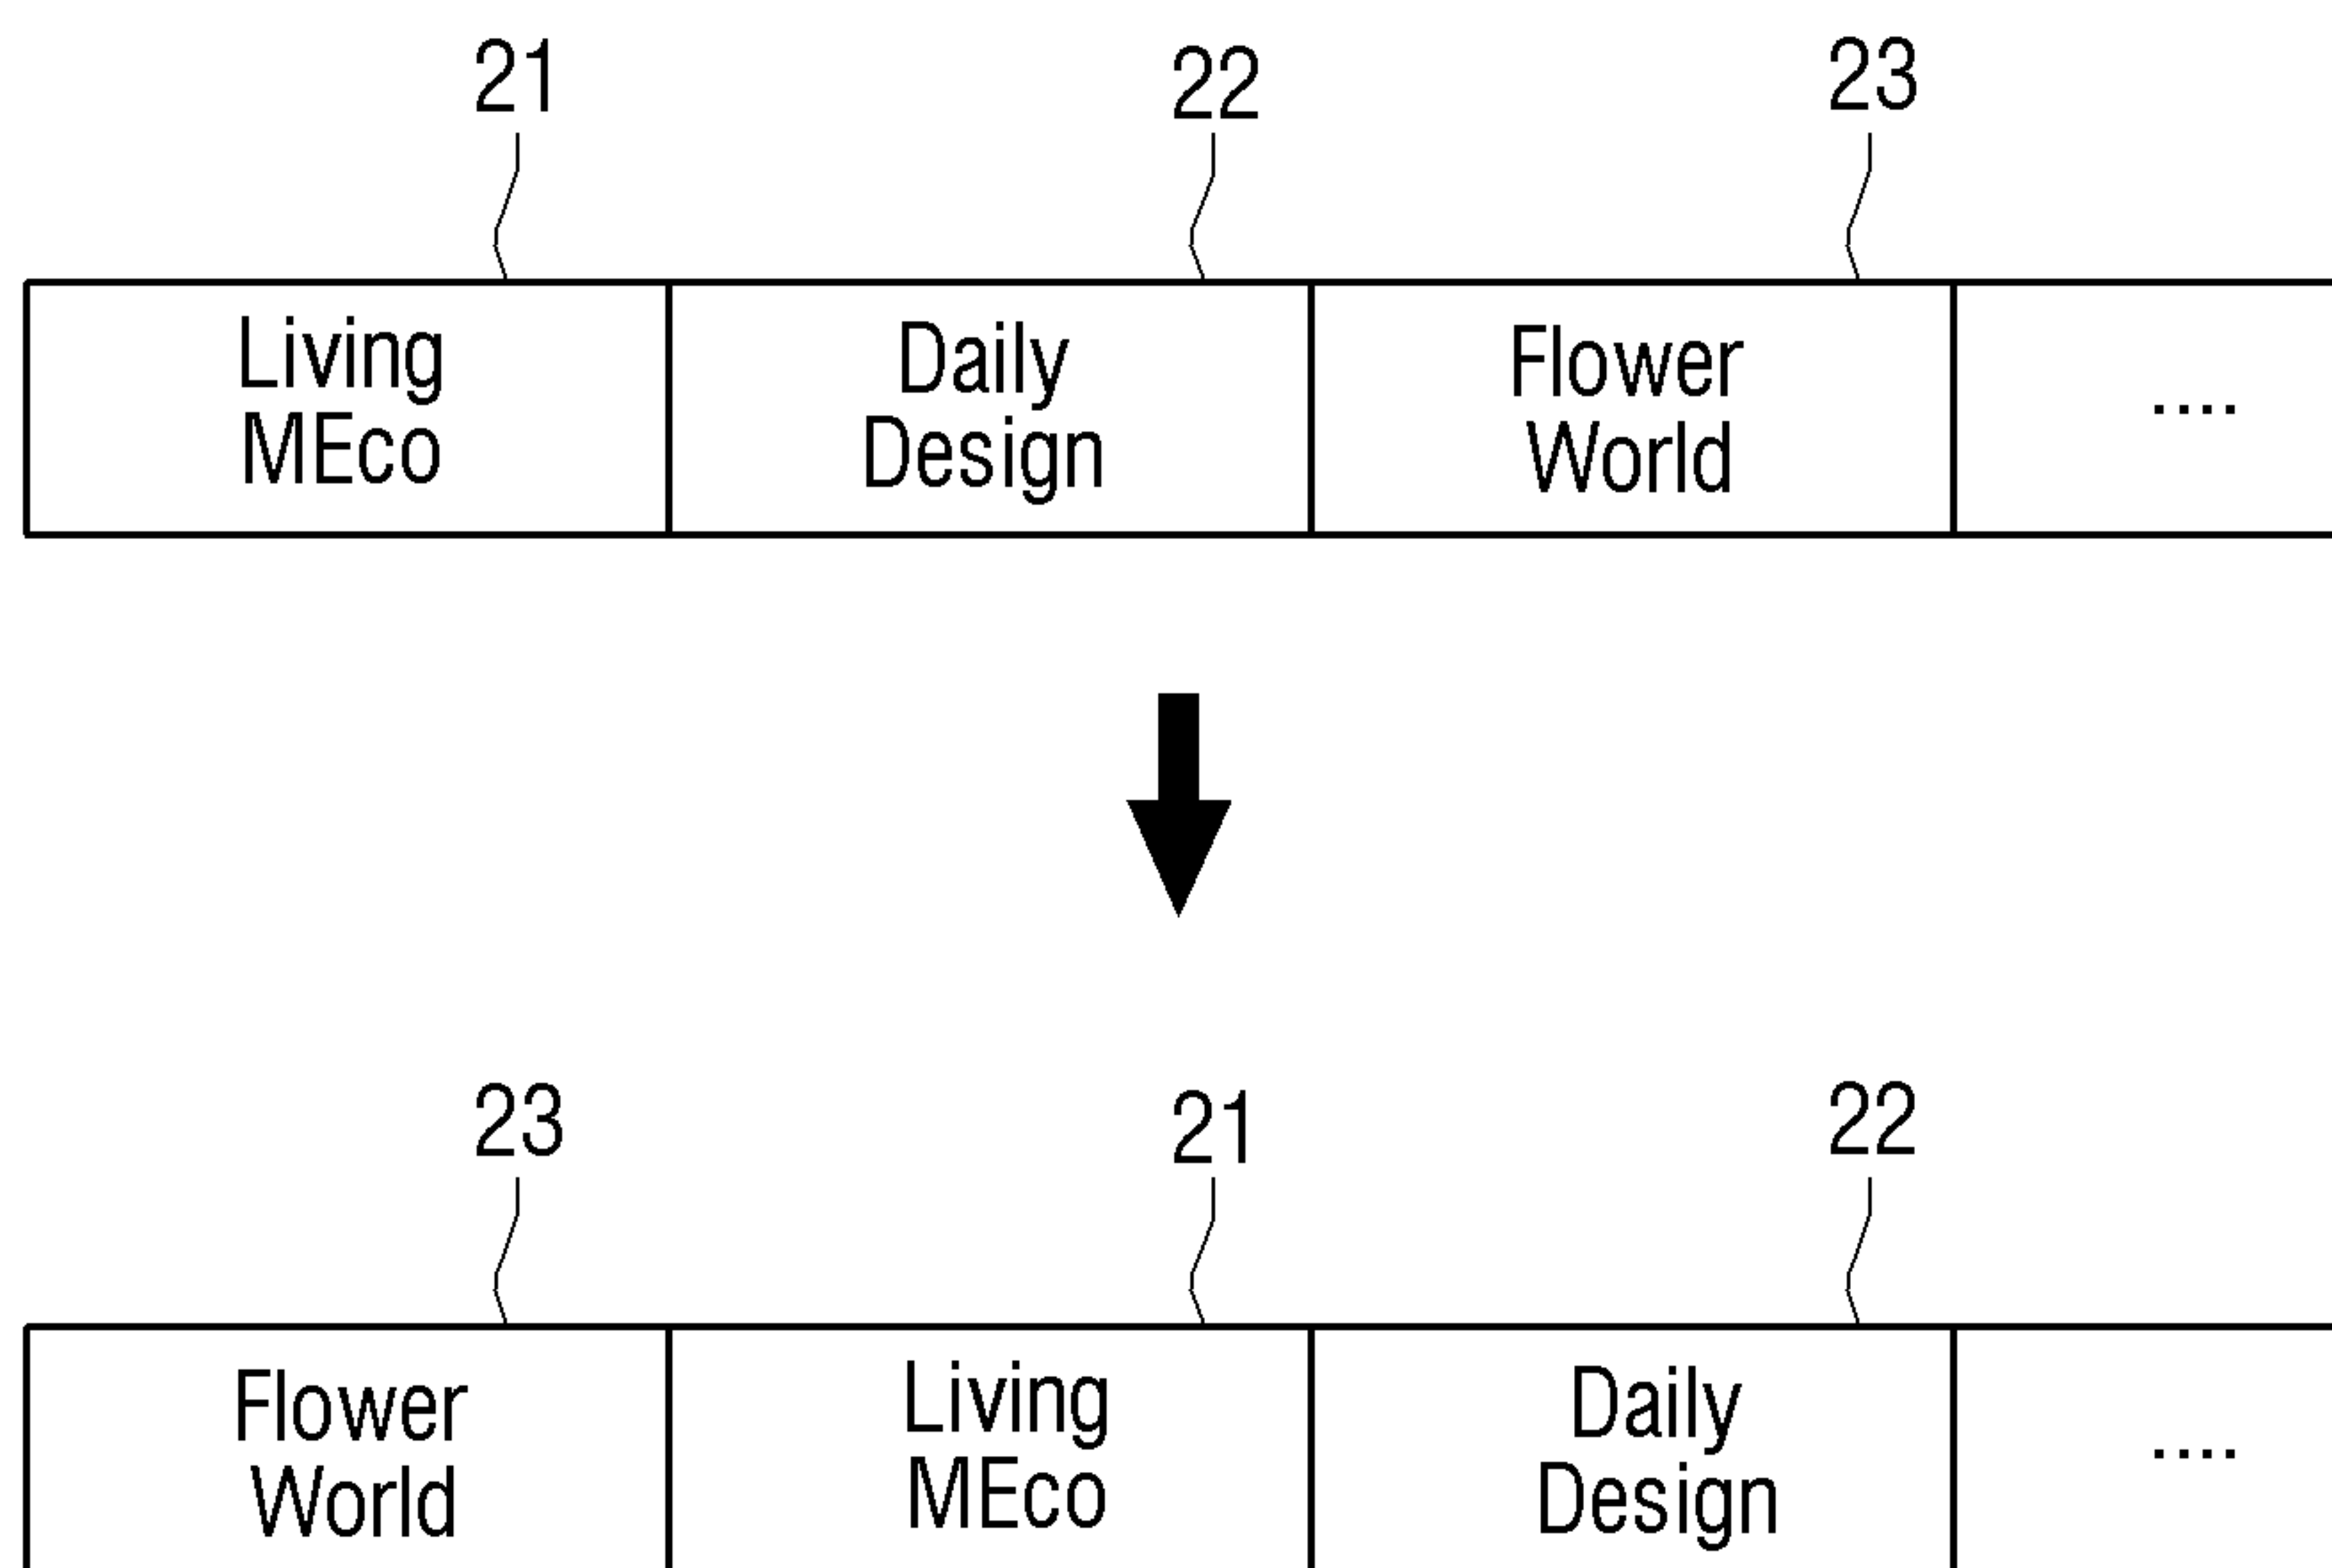 21 22 23
Living Daily Flower
MEco Design World ....
23 21 22
Flower Living Daily
World MEco Design ....